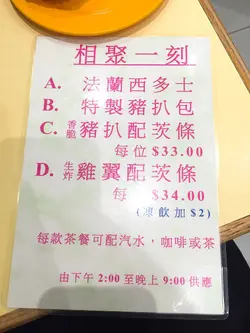 相聚一刻
A. 法蘭西多士
B. 特製豬扒包
C. 香脆豬扒配茨條
每位 $33.00
D. 生炸雞翼配茨條
每 $34.00
(凍飲加 $2)
每款茶餐可配汽水，咖啡或茶
由下午 2:00 至晚上 9:00 供應